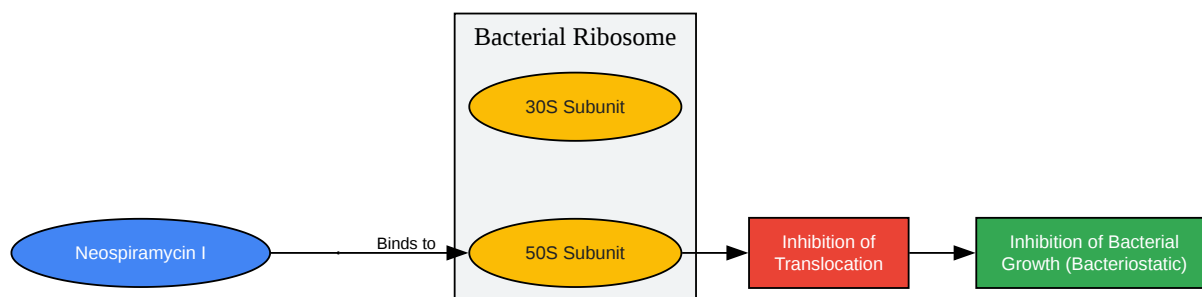 Bacterial Ribosome
30S Subunit
Neospiramycin I
Binds to
50S Subunit
Inhibition of
Translocation
Inhibition of Bacterial
Growth (Bacteriostatic)